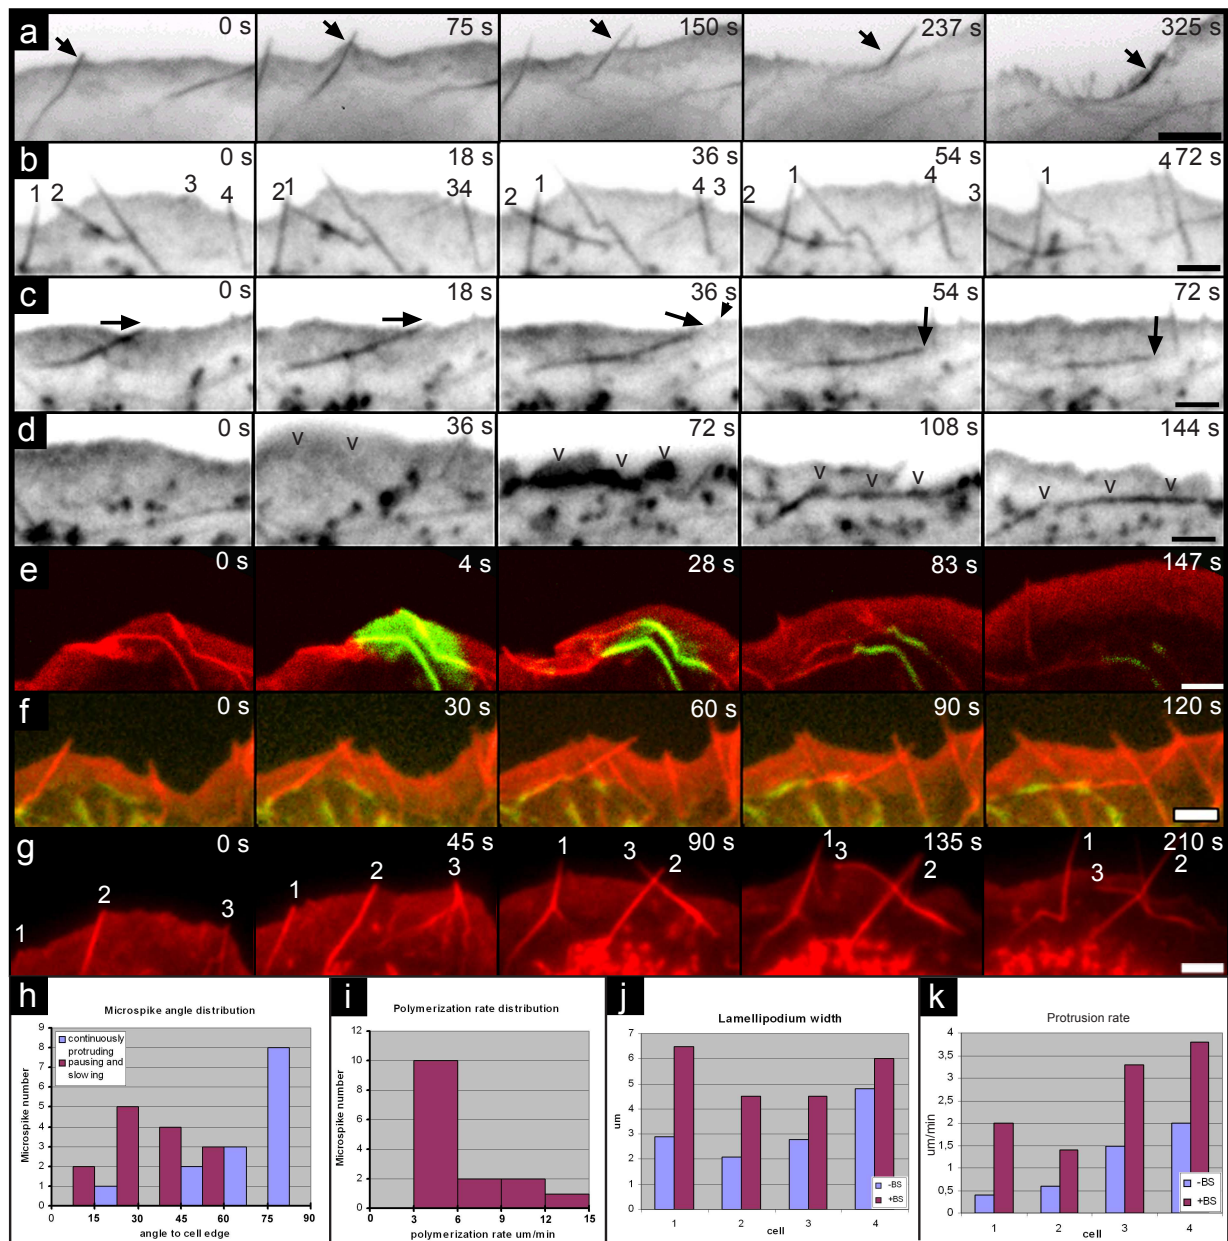 a 0 s 75 s 150 s 237 s 325 s
b 0 s 18 s 36 s 54 s 72 s
1 2 3 4 2 1 3 4 2 1 4 3 2 1 4 3 1 4
c 0 s 18 s 36 s 54 s 72 s
d 0 s 36 s 72 s 108 s 144 s
v v v v v v v v v v v
e 0 s 4 s 28 s 83 s 147 s
f 0 s 30 s 60 s 90 s 120 s
g 0 s 45 s 90 s 135 s 210 s
1 2 3 1 2 3 1 3 2 1 3 2 1 3 2
h
Microspike angle distribution
Microspike number
9
8
7
6
5
4
3
2
1
0
continuously
protruding
pausing and
slowing
0 15 30 45 60 75 90
angle to cell edge
i
Polymerization rate distribution
Microspike number
12
10
8
6
4
2
0
0 3 6 9 12 15
polymerization rate um/min
j
Lamellipodium width
um
7
6
5
4
3
2
1
0
1 2 3 4
cell
-BS
+BS
k
Protrusion rate
um/min
4
3,5
3
2,5
2
1,5
1
0,5
0
1 2 3 4
cell
-BS
+BS